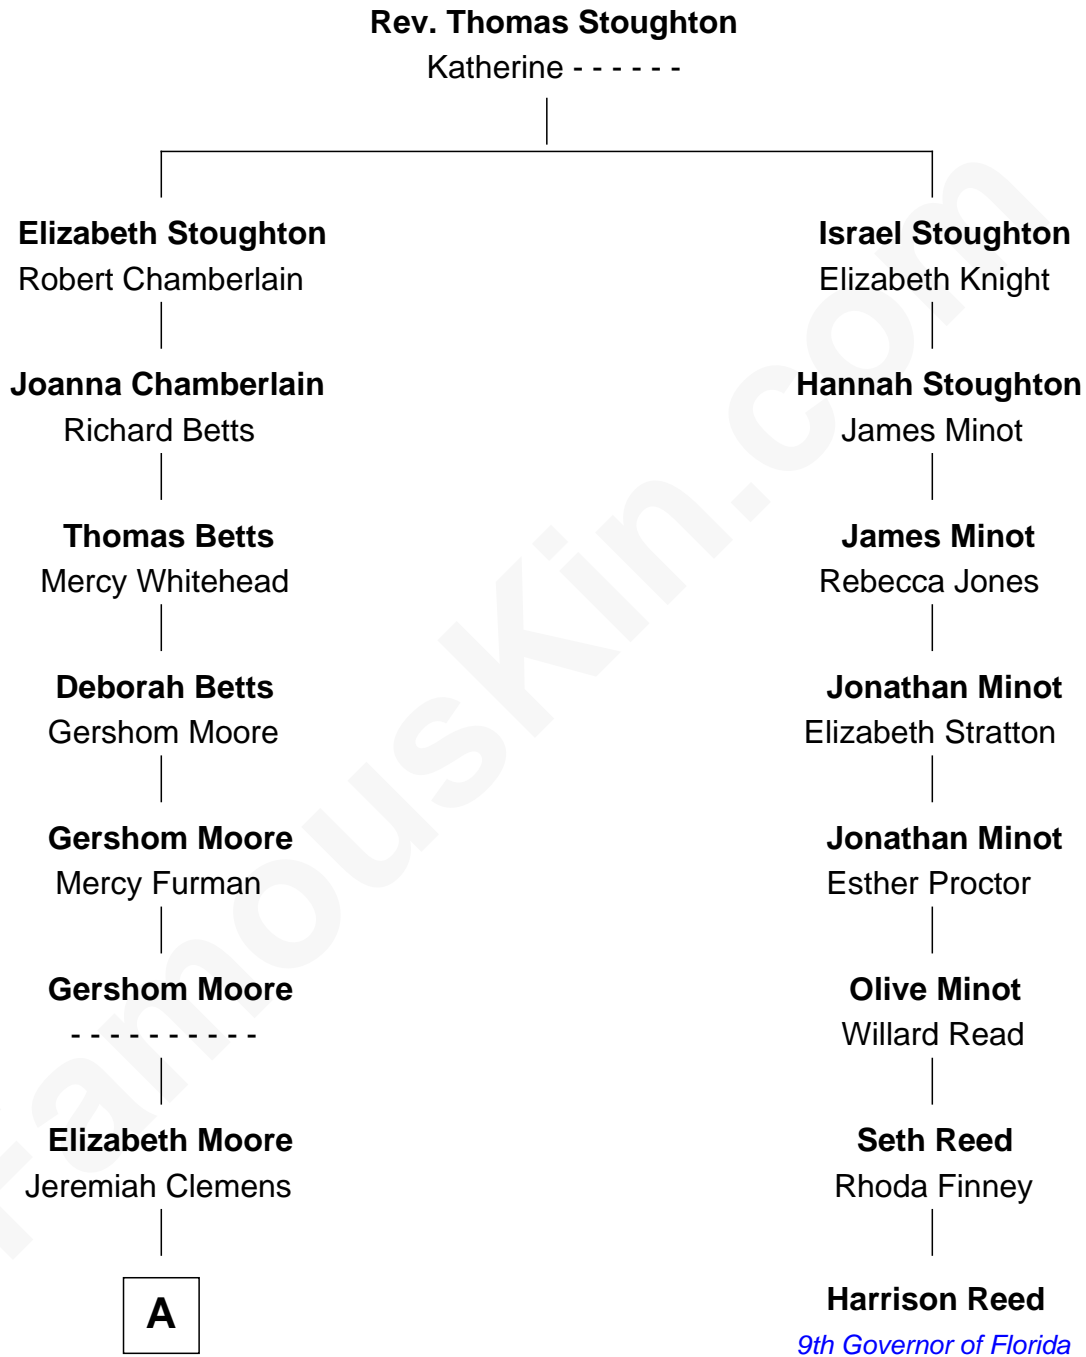 Rev. Thomas Stoughton
Katherine - - - - - -
Elizabeth Stoughton
Robert Chamberlain
Israel Stoughton
Elizabeth Knight
Joanna Chamberlain
Richard Betts
Hannah Stoughton
James Minot
Thomas Betts
Mercy Whitehead
James Minot
Rebecca Jones
Deborah Betts
Gershom Moore
Jonathan Minot
Elizabeth Stratton
Gershom Moore
Mercy Furman
Jonathan Minot
Esther Proctor
Gershom Moore
- - - - - - - - - -
Olive Minot
Willard Read
Elizabeth Moore
Jeremiah Clemens
Seth Reed
Rhoda Finney
A
Harrison Reed
9th Governor of Florida
FamousKin.com